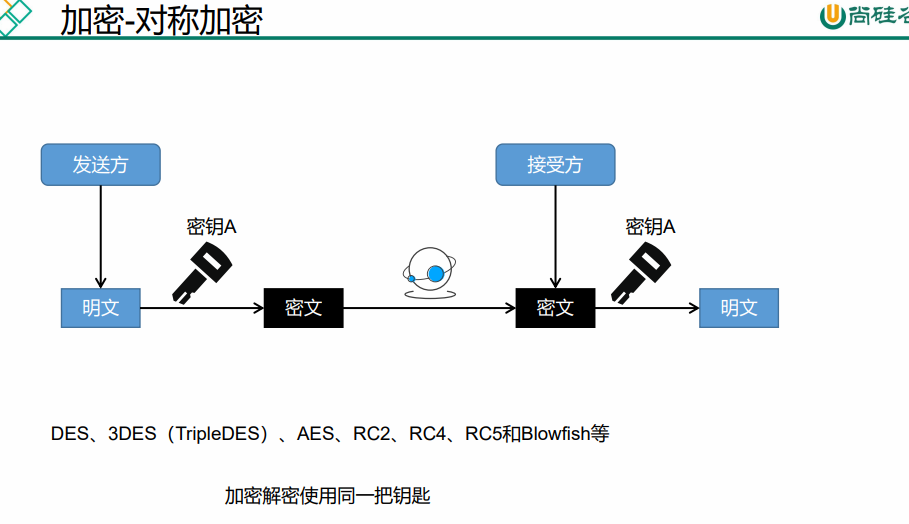 加密-对称加密
尚硅谷
发送方
接受方
密钥A
密钥A
明文
密文
密文
明文
DES、3DES（TripleDES）、AES、RC2、RC4、RC5和Blowfish等
加密解密使用同一把钥匙